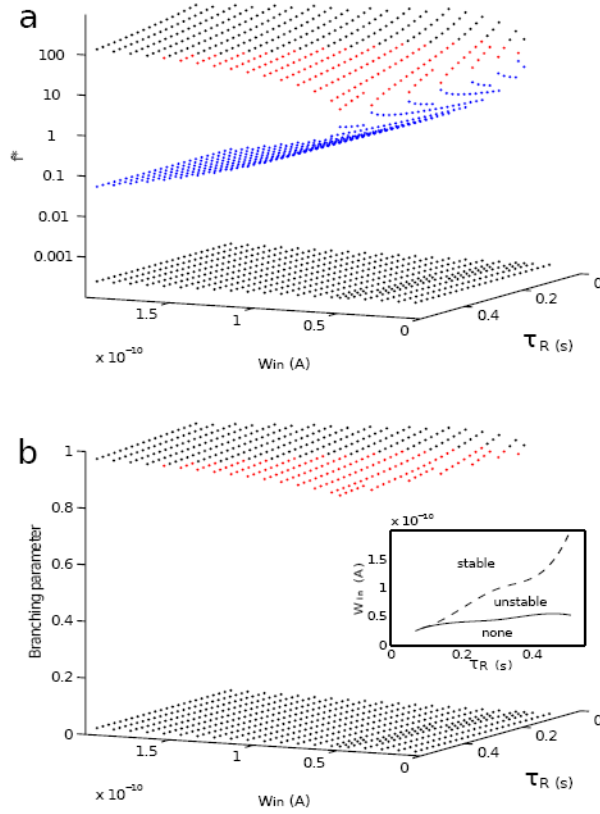 a
100
10
1
0.1
0.01
0.001
f*
1.5
1
0.5
0
0.4
0.2
0
x 10⁻¹⁰
Win (A)
τR (s)
b
1
0.8
0.6
0.4
0.2
0
Branching parameter
x 10⁻¹⁰
1.5
1
0.5
0
Win (A)
stable
unstable
none
0
0.2
0.4
τR (s)
1.5
1
0.5
0
0.4
0.2
0
x 10⁻¹⁰
Win (A)
τR (s)